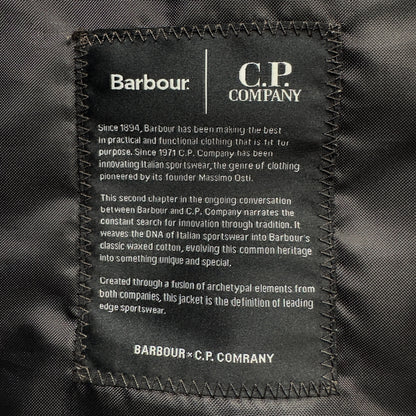 Barbour.
C.P.
COMPANY
Since 1894, Barbour has been making the best
in practical and functional clothing that is fit for
purpose. Since 1971 C.P. Company has been
innovating Italian sportswear, the genre of clothing
pioneered by its founder Massimo Osti.
This second chapter in the ongoing conversation
between Barbour and C.P. Company narrates the
constant search for innovation through tradition. It
weaves the DNA of Italian sportswear into Barbour's
classic waxed cotton, evolving this common heritage
into something unique and special.
Created through a fusion of archetypal elements from
both companies, this jacket is the definition of leading
edge sportswear.
BARBOUR × C.P. COMRANY